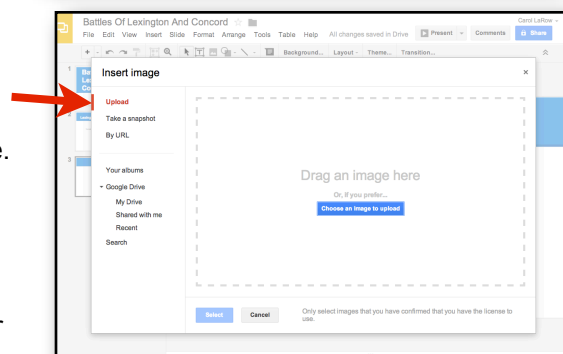 Battles Of Lexington And Concord
Carol LaRow
File Edit View Insert Slide Format Arrange Tools Table Help All changes saved in Drive Present Comments Share
Background... Layout Theme... Transition...
1
Insert image
×
Upload
Take a snapshot
By URL
e.
3
Your albums
Google Drive
My Drive
Shared with me
Recent
Search
Drag an image here
Or, if you prefer...
Choose an image to upload
Select Cancel
Only select images that you have confirmed that you have the license to
use.